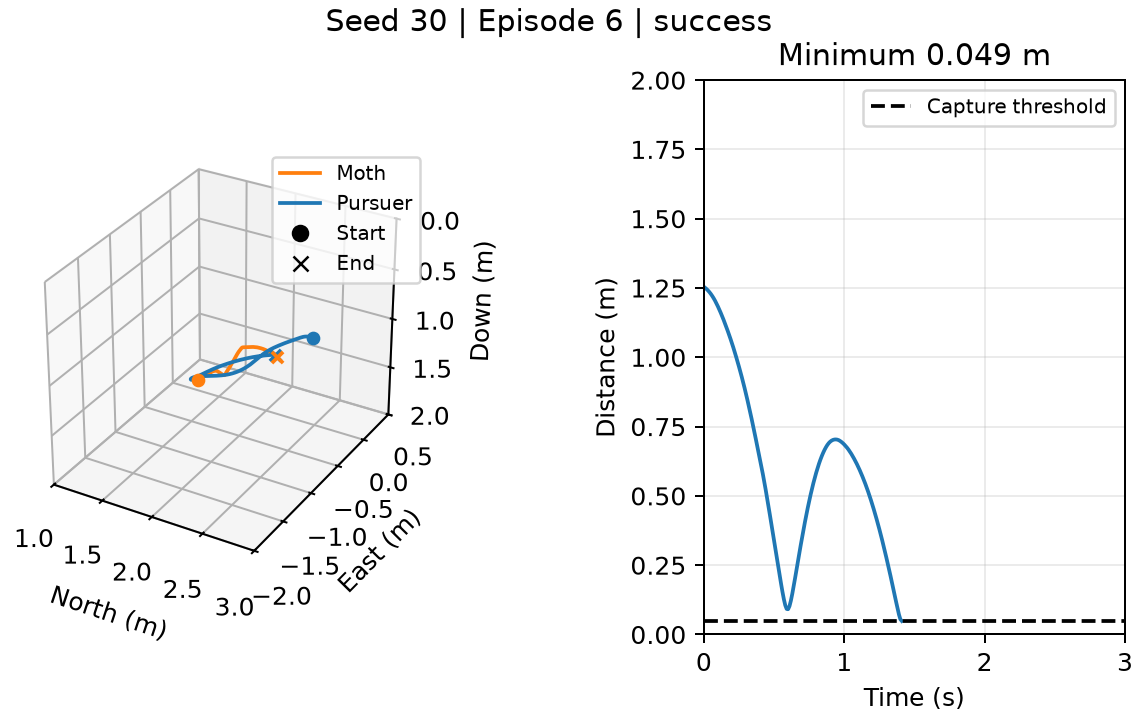 Seed 30 | Episode 6 | success
Moth
Pursuer
Start
End
0.0
0.5
1.0
1.5
2.0
Down (m)
0.5
0.0
−0.5
−1.0
−1.5
−2.0
East (m)
1.0
1.5
2.0
2.5
3.0
North (m)
Minimum 0.049 m
Capture threshold
2.00
1.75
1.50
1.25
1.00
0.75
0.50
0.25
0.00
Distance (m)
0 1 2 3
Time (s)